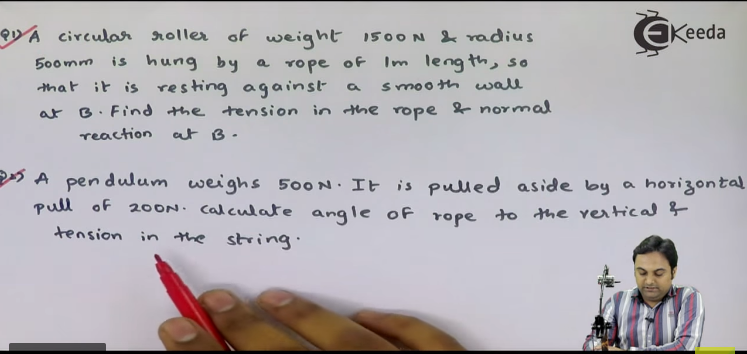 Q1) A circular roller of weight 1500N & radius
500mm is hung by a rope of 1m length, so
that it is resting against a smooth wall
at B. Find the tension in the rope & normal
reaction at B.
Ekeeda
A pendulum weighs 500N. It is pulled aside by a horizontal
pull of 200N. Calculate angle of rope to the vertical &
tension in the string.